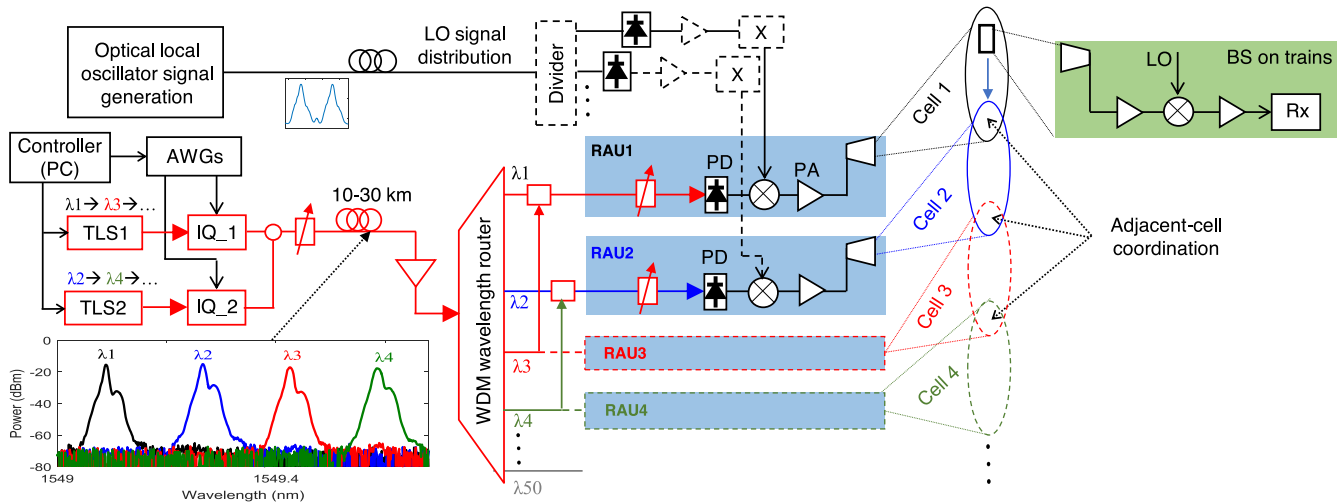 Optical local
oscillator signal
generation
LO signal
distribution
Divider
X
X
LO
BS on trains
Rx
Controller
(PC)
AWGs
λ1→ λ3→...
TLS1
IQ_1
λ2→ λ4→...
TLS2
IQ_2
10-30 km
WDM wavelength router
λ1
λ2
λ3
λ4
λ50
RAU1
PD
PA
RAU2
PD
RAU3
RAU4
Cell 1
Cell 2
Cell 3
Cell 4
Adjacent-cell
coordination
0
-20
-40
-60
-80
Power (dBm)
λ1
λ2
λ3
λ4
1549
1549.4
Wavelength (nm)